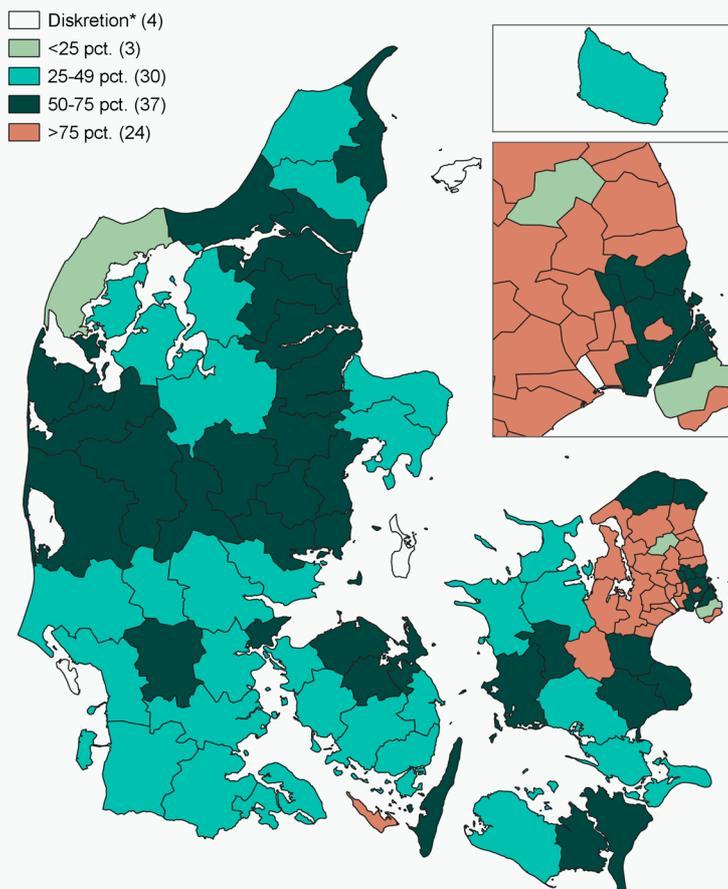 Diskretion* (4)
<25 pct. (3)
25-49 pct. (30)
50-75 pct. (37)
>75 pct. (24)